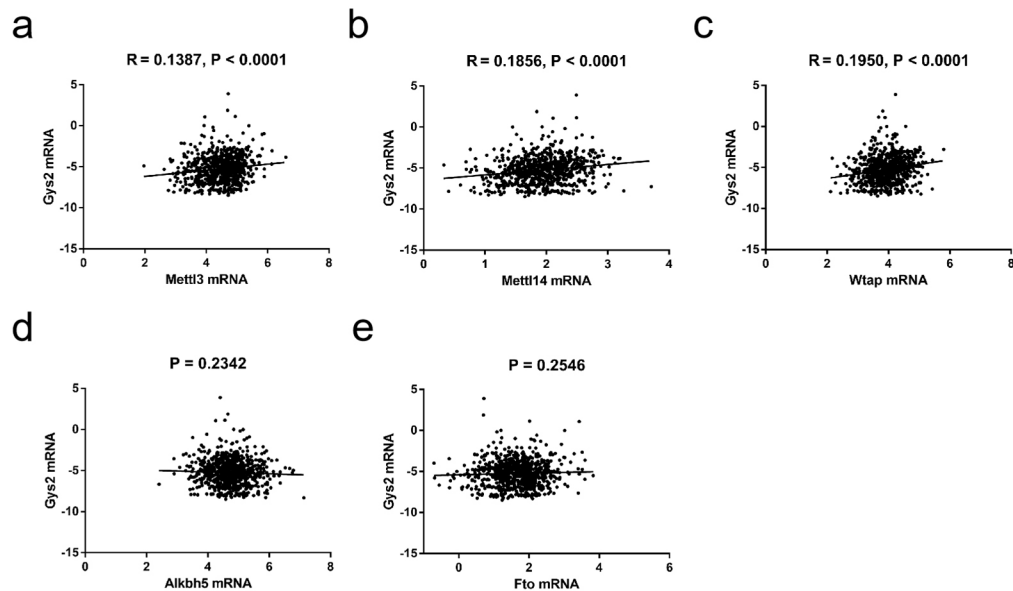 a
R = 0.1387, P < 0.0001
Gys2 mRNA
5
0
-5
-10
-15
0 2 4 6 8
Mettl3 mRNA
b
R = 0.1856, P < 0.0001
Gys2 mRNA
5
0
-5
-10
-15
0 1 2 3 4
Mettl14 mRNA
c
R = 0.1950, P < 0.0001
Gys2 mRNA
5
0
-5
-10
-15
0 2 4 6 8
Wtap mRNA
d
P = 0.2342
Gys2 mRNA
5
0
-5
-10
-15
0 2 4 6 8
Alkbh5 mRNA
e
P = 0.2546
Gys2 mRNA
5
0
-5
-10
-15
0 2 4 6
Fto mRNA